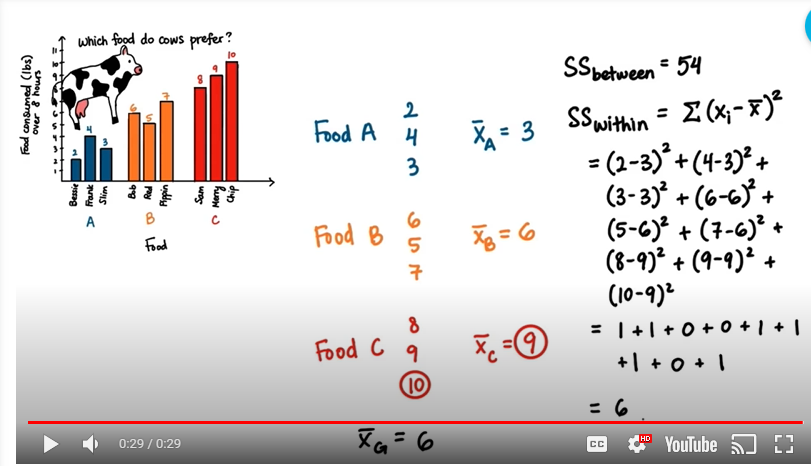 Which food do cows prefer?
Food consumed (lbs)
over 8 hours
11
10
9
8
7
6
5
4
3
2
1
2
4
3
6
5
7
8
9
10
Bessie
Frank
Slim
Bob
Red
Pippin
Sam
Merry
Chip
A
B
C
Food
2
Food A 4 x̄A = 3
3
6
Food B 5 x̄B = 6
7
8
Food C 9 x̄C = 9
10
x̄G = 6
SSbetween = 54
SSwithin = Σ(xi - x̄)²
= (2-3)² + (4-3)² +
(3-3)² + (6-6)² +
(5-6)² + (7-6)² +
(8-9)² + (9-9)² +
(10-9)²
= 1 + 1 + 0 + 0 + 1 + 1
+1 + 0 + 1
= 6
0:29 / 0:29
CC
HD
YouTube